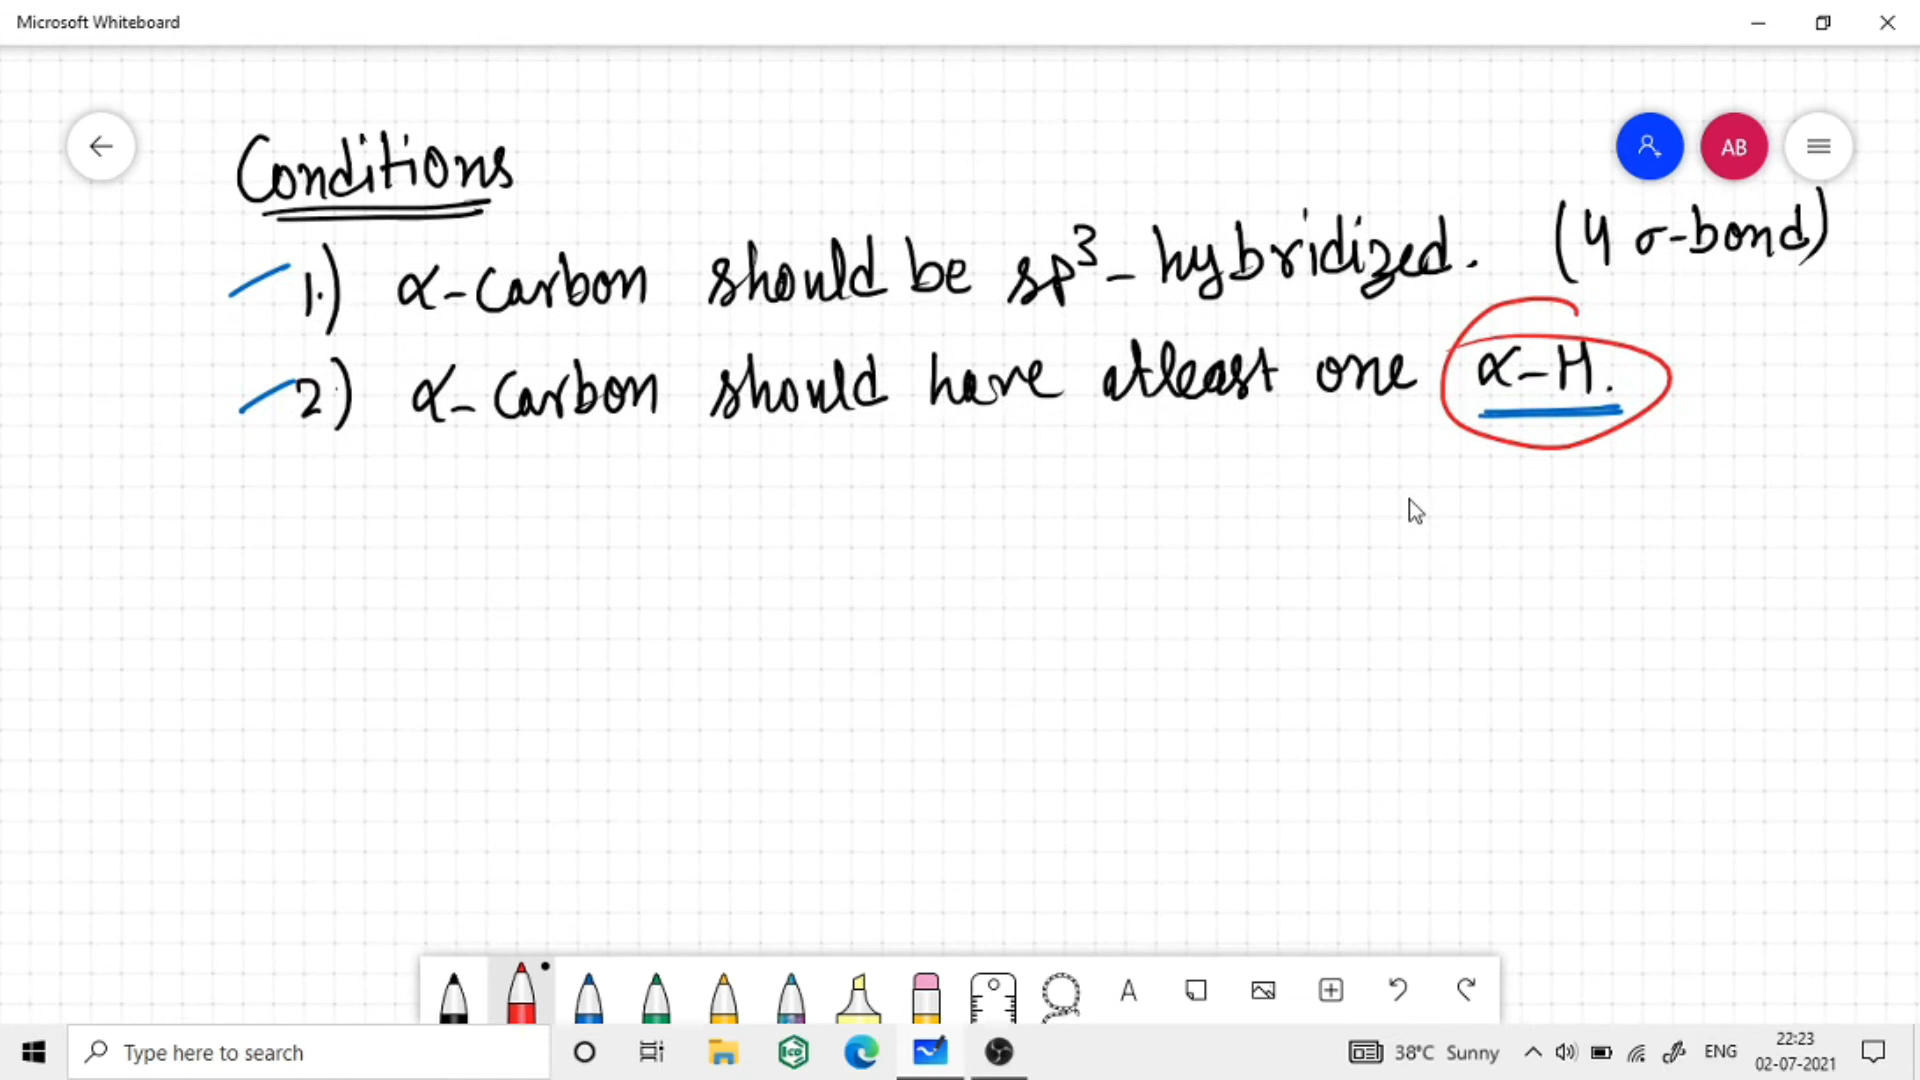 Microsoft Whiteboard
AB
Conditions
1.) α-carbon should be sp³-hybridized. (4 σ-bond)
2.) α-carbon should have atleast one α-H.
A
Type here to search
38°C Sunny
ENG
22:23
02-07-2021